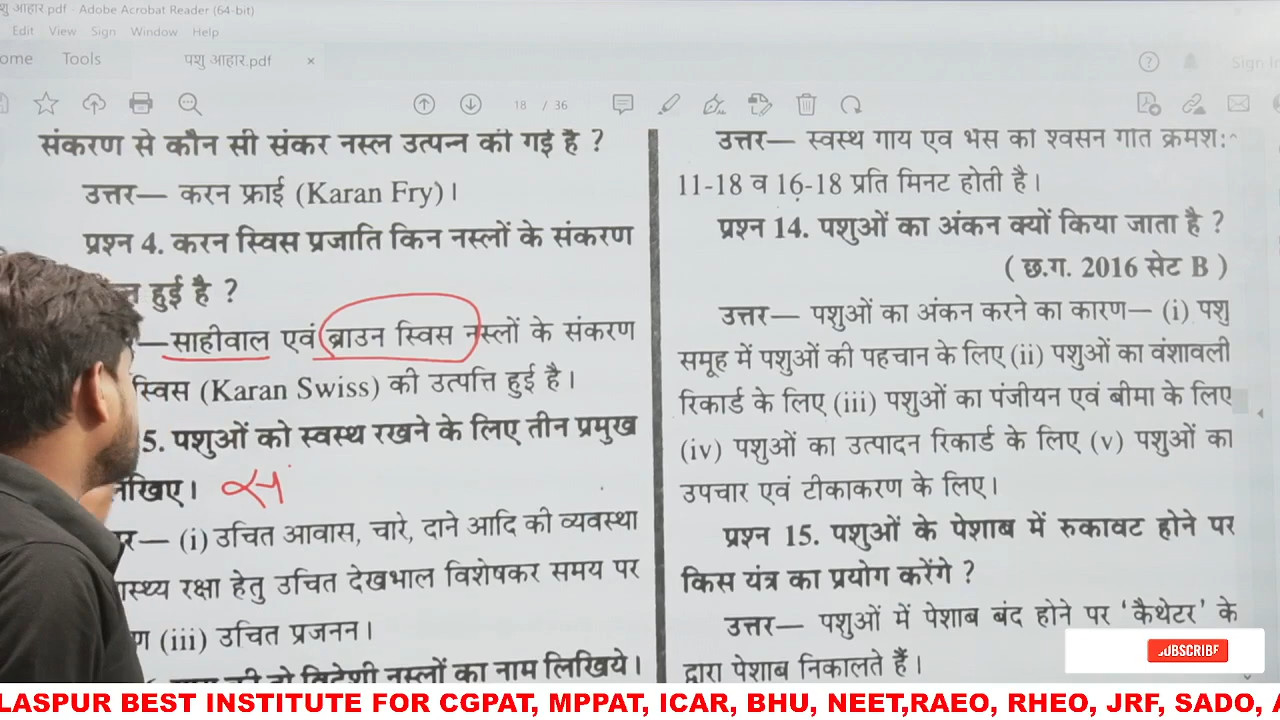 शु आहार.pdf - Adobe Acrobat Reader (64-bit)
Edit View Sign Window Help
ome Tools पशु आहार.pdf ×
Sign In
18 / 36
संकरण से कौन सी संकर नस्ल उत्पन्न की गई है ?
उत्तर— करन फ्राई (Karan Fry)।
प्रश्न 4. करन स्विस प्रजाति किन नस्लों के संकरण
हुई है ?
—साहीवाल एवं ब्राउन स्विस नस्लों के संकरण
स्विस (Karan Swiss) की उत्पत्ति हुई है।
5. पशुओं को स्वस्थ रखने के लिए तीन प्रमुख
खिए।
र— (i) उचित आवास, चारे, दाने आदि की व्यवस्था
स्थ्य रक्षा हेतु उचित देखभाल विशेषकर समय पर
ण (iii) उचित प्रजनन।
की दो विदेशी नस्लों का नाम लिखिये।
उत्तर— स्वस्थ गाय एवं भैंस की श्वसन गति क्रमशः
11-18 व 16-18 प्रति मिनट होती है।
प्रश्न 14. पशुओं का अंकन क्यों किया जाता है ?
( छ.ग. 2016 सेट B )
उत्तर— पशुओं का अंकन करने का कारण— (i) पशु
समूह में पशुओं की पहचान के लिए (ii) पशुओं का वंशावली
रिकार्ड के लिए (iii) पशुओं का पंजीयन एवं बीमा के लिए
(iv) पशुओं का उत्पादन रिकार्ड के लिए (v) पशुओं का
उपचार एवं टीकाकरण के लिए।
प्रश्न 15. पशुओं के पेशाब में रुकावट होने पर
किस यंत्र का प्रयोग करेंगे ?
उत्तर— पशुओं में पेशाब बंद होने पर 'कैथेटर' के
द्वारा पेशाब निकालते हैं।
SUBSCRIBE
LASPUR BEST INSTITUTE FOR CGPAT, MPPAT, ICAR, BHU, NEET,RAEO, RHEO, JRF, SADO, A